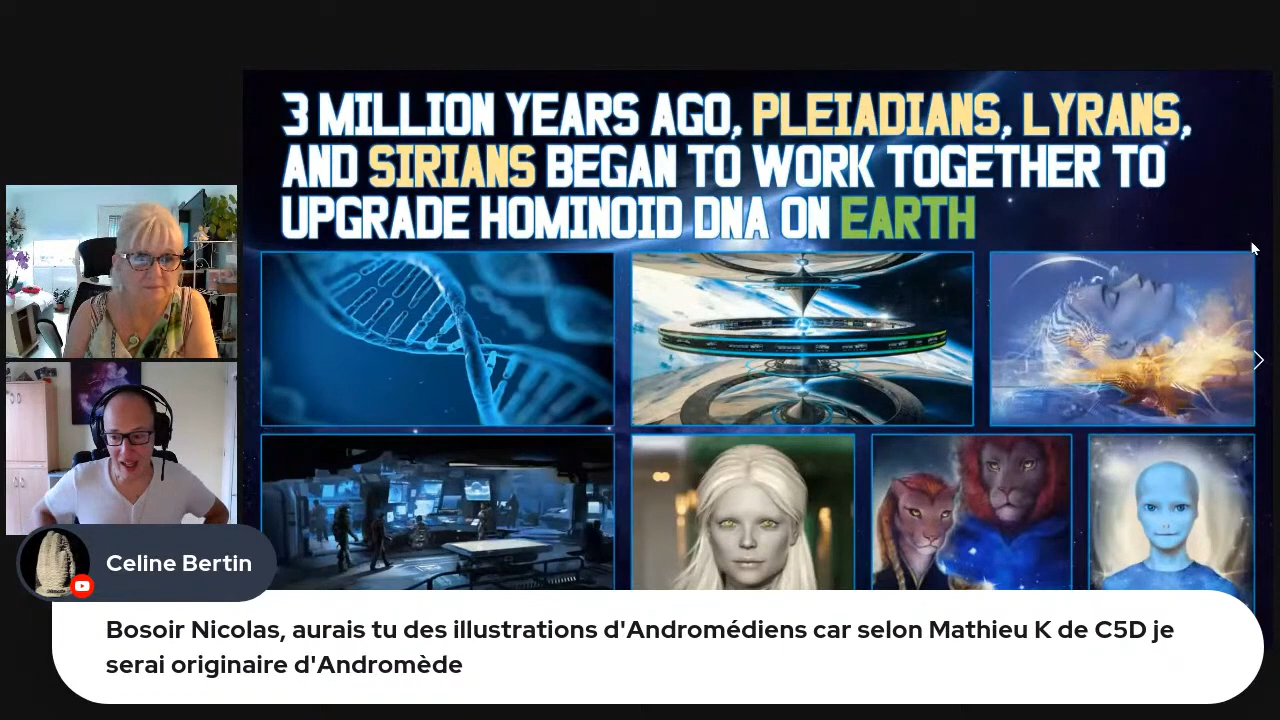 3 MILLION YEARS AGO, PLEIADIANS, LYRANS,
AND SIRIANS BEGAN TO WORK TOGETHER TO
UPGRADE HOMINOID DNA ON EARTH
Celine Bertin
Bosoir Nicolas, aurais tu des illustrations d'Andromédiens car selon Mathieu K de C5D je
serai originaire d'Andromède